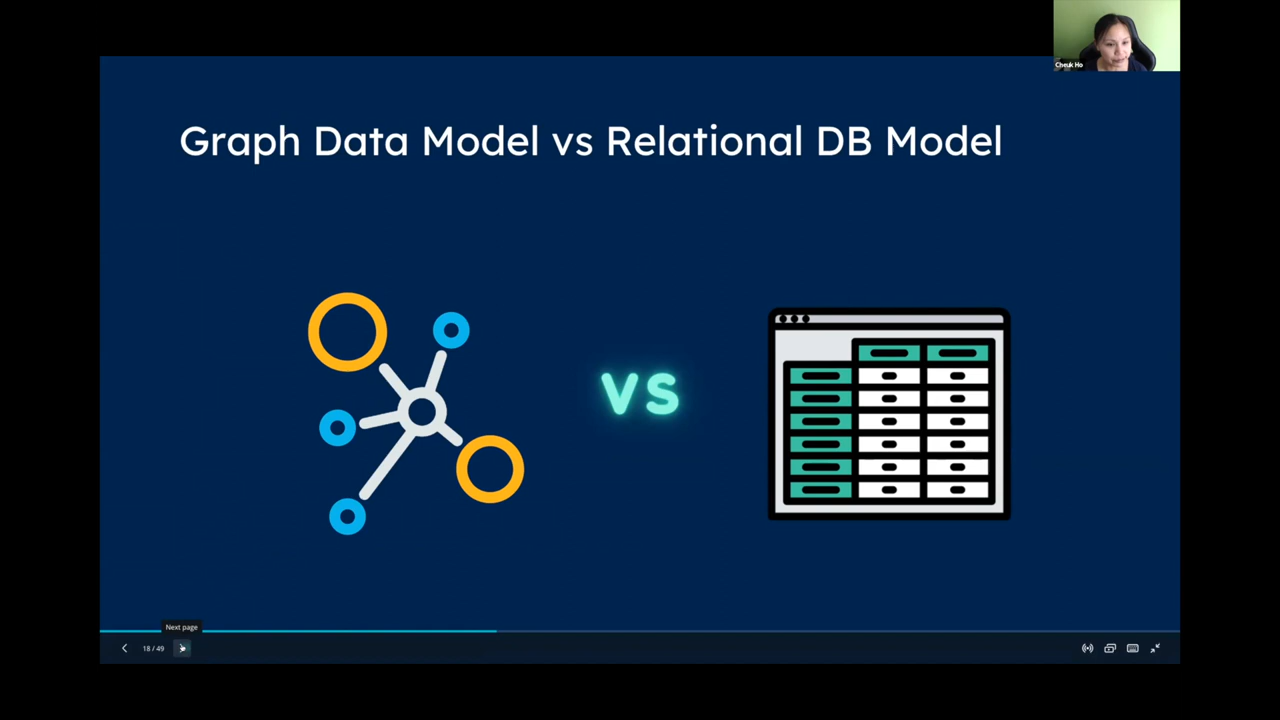 Cheuk Ho
Graph Data Model vs Relational DB Model
VS
Next page
18 / 49